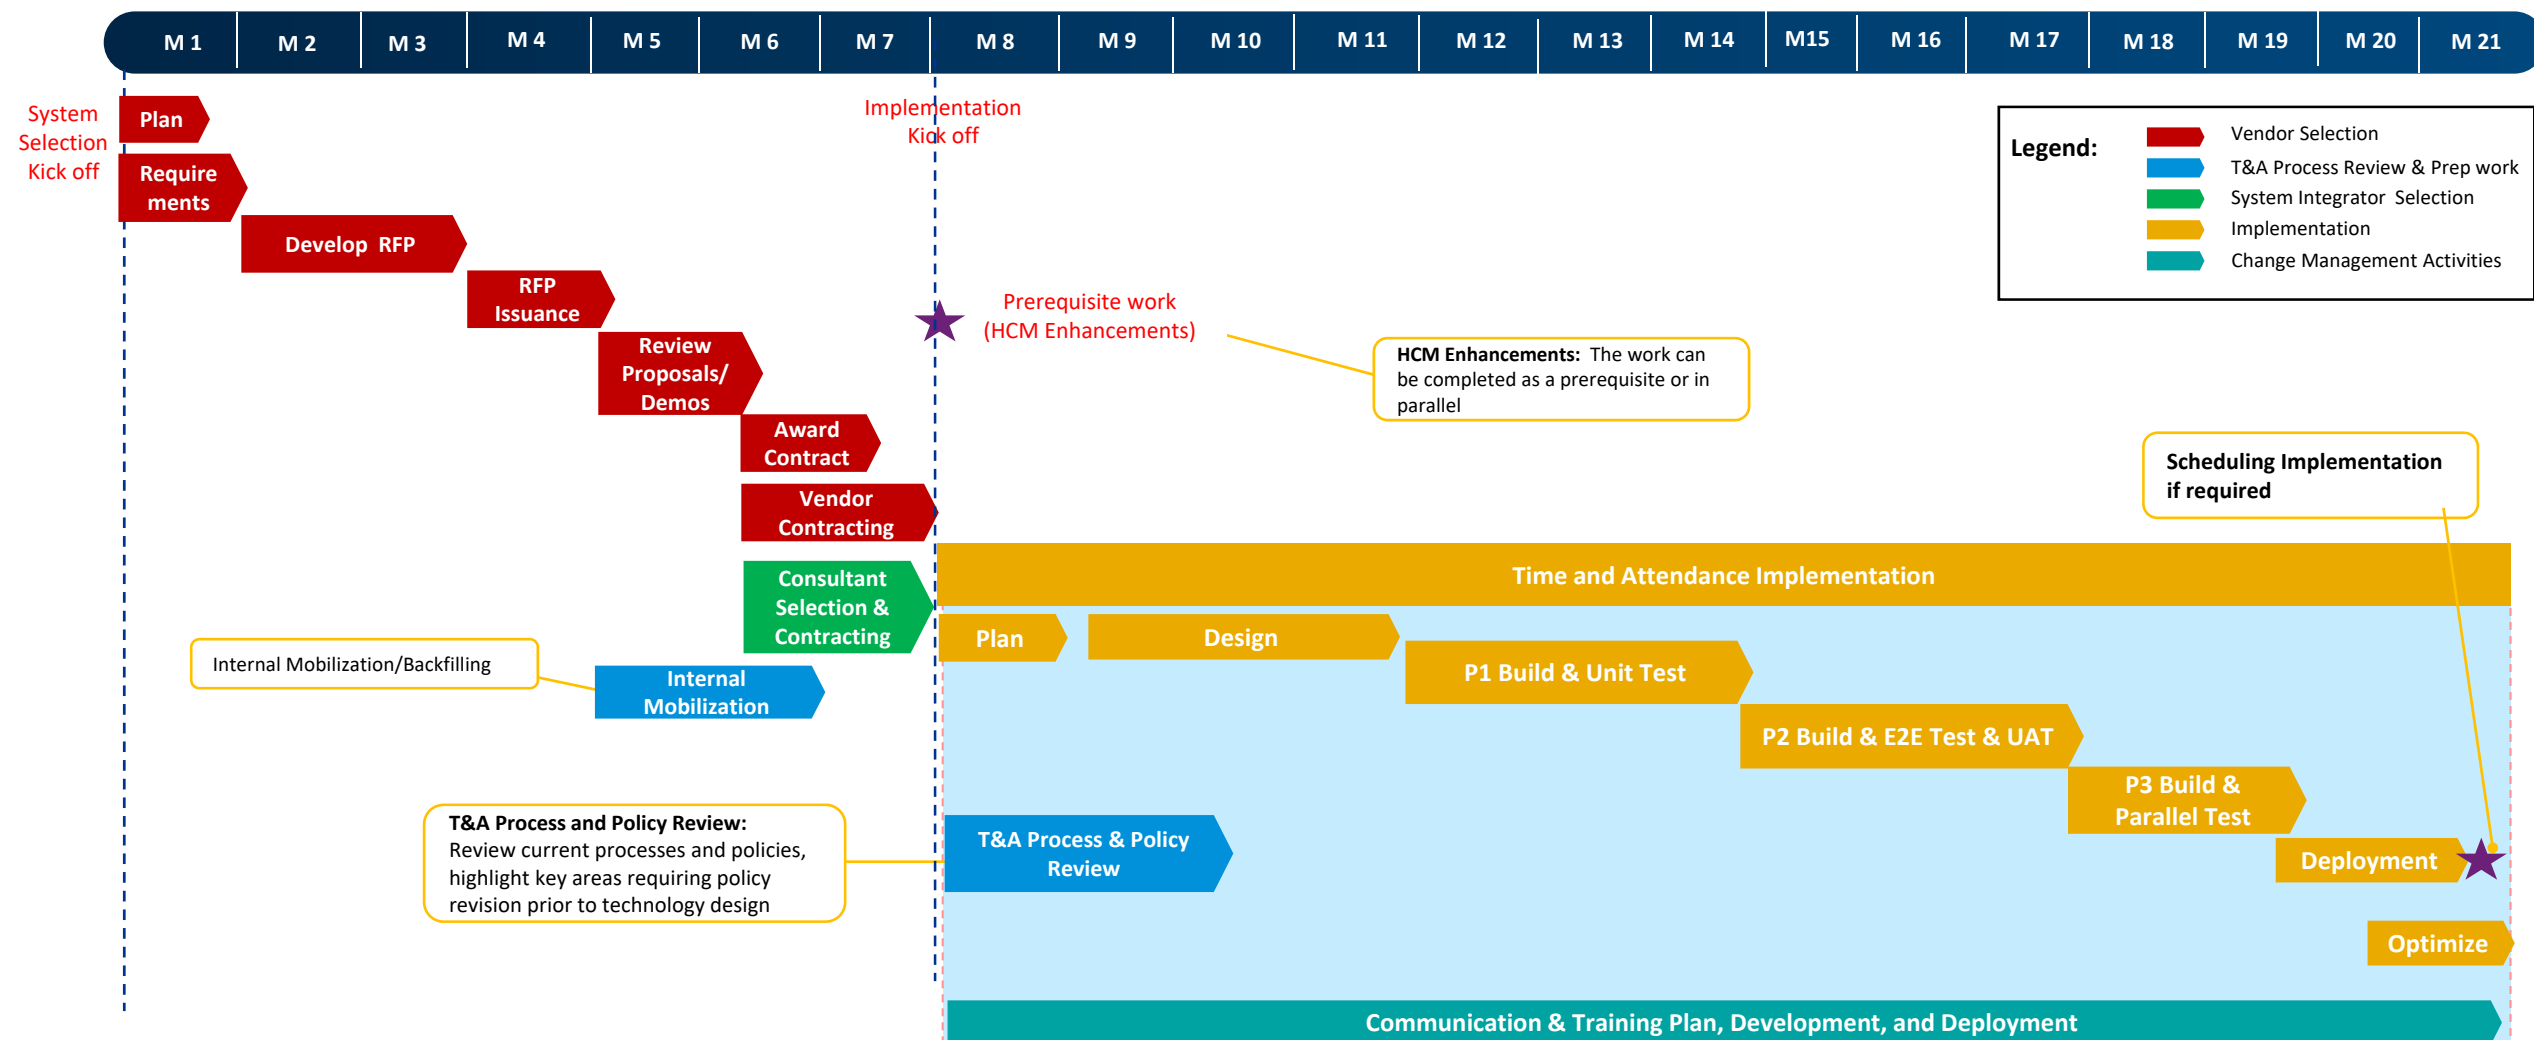 M 1
M 2
M 3
M 4
M 5
M 6
M 7
M 8
M 9
M 10
M 11
M 12
M 13
M 14
M15
M 16
M 17
M 18
M 19
M 20
M 21
System
Selection
Kick off
Plan
Require
ments
Develop RFP
RFP
Issuance
Review
Proposals/
Demos
Award
Contract
Vendor
Contracting
Consultant
Selection &
Contracting
Internal
Mobilization
Internal Mobilization/Backfilling
Implementation
Kick off
Prerequisite work
(HCM Enhancements)
HCM Enhancements: The work can
be completed as a prerequisite or in
parallel
Legend:
Vendor Selection
T&A Process Review & Prep work
System Integrator Selection
Implementation
Change Management Activities
Scheduling Implementation
if required
Time and Attendance Implementation
Plan
Design
P1 Build & Unit Test
P2 Build & E2E Test & UAT
P3 Build &
Parallel Test
Deployment
Optimize
T&A Process and Policy Review:
Review current processes and policies,
highlight key areas requiring policy
revision prior to technology design
T&A Process & Policy
Review
Communication & Training Plan, Development, and Deployment